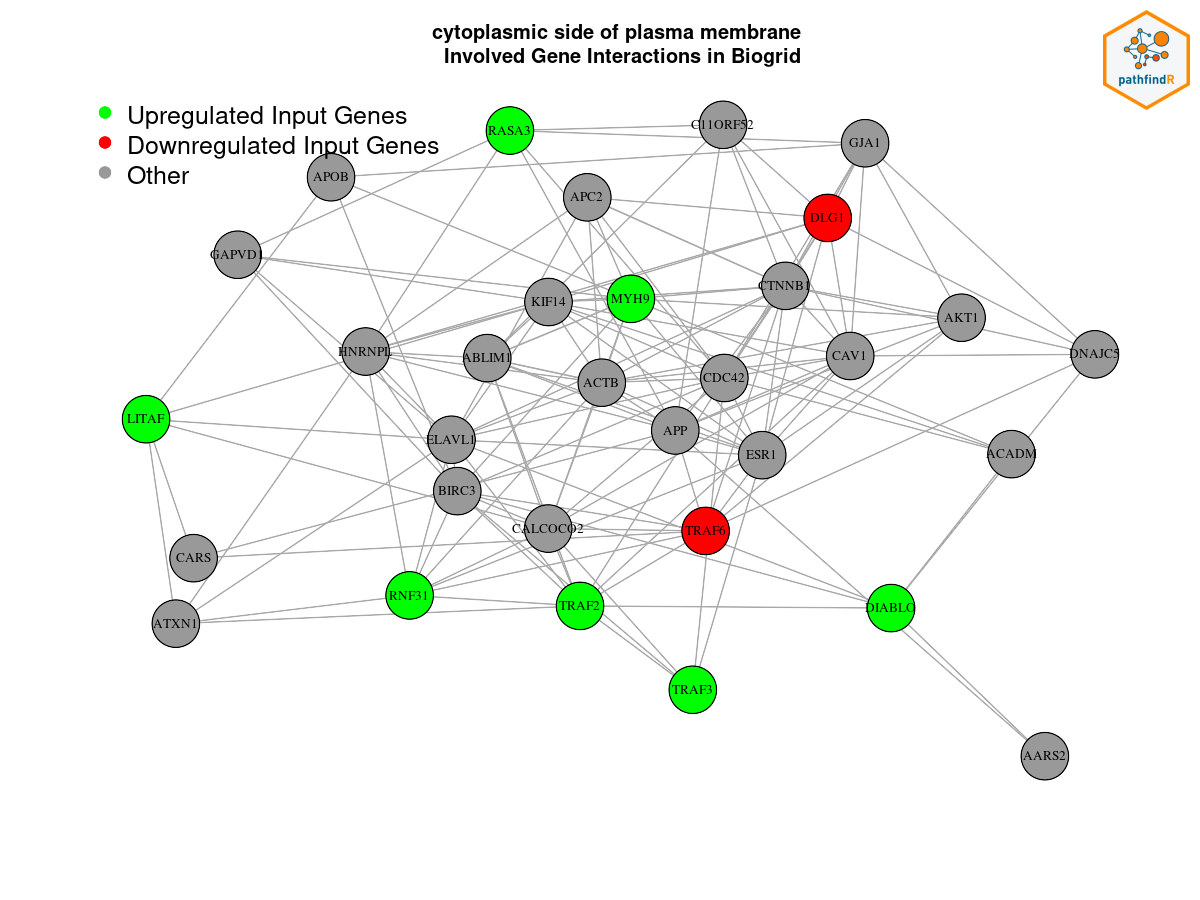 cytoplasmic side of plasma membrane
Involved Gene Interactions in Biogrid
pathfindR
Upregulated Input Genes
Downregulated Input Genes
Other
RASA3
C11ORF52
GJA1
APOB
APC2
DLG1
GAPVD1
CTNNB1
KIF14
MYH9
AKT1
HNRNPL
ABLIM1
CAV1
DNAJC5
ACTB
CDC42
LITAF
APP
ELAVL1
ESR1
ACADM
BIRC3
CALCOCO2
TRAF6
CARS
RNF31
TRAF2
DIABLO
ATXN1
TRAF3
AARS2